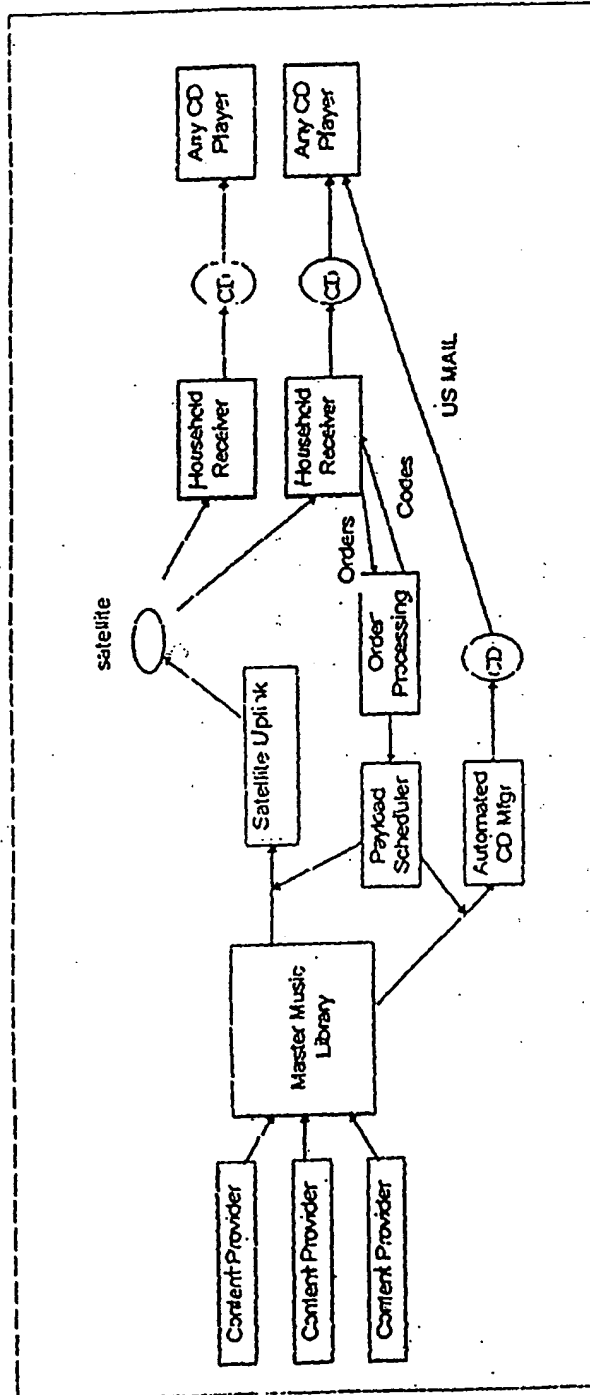 Content Provider
Content Provider
Content Provider
Master Music
Library
Satellite Uplink
satellite
Payload
Scheduler
Order
Processing
Orders
Codes
Automated
CD Mfgr
CD
US MAIL
Household
Receiver
CD
Any CD
Player
Household
Receiver
CD
Any CD
Player